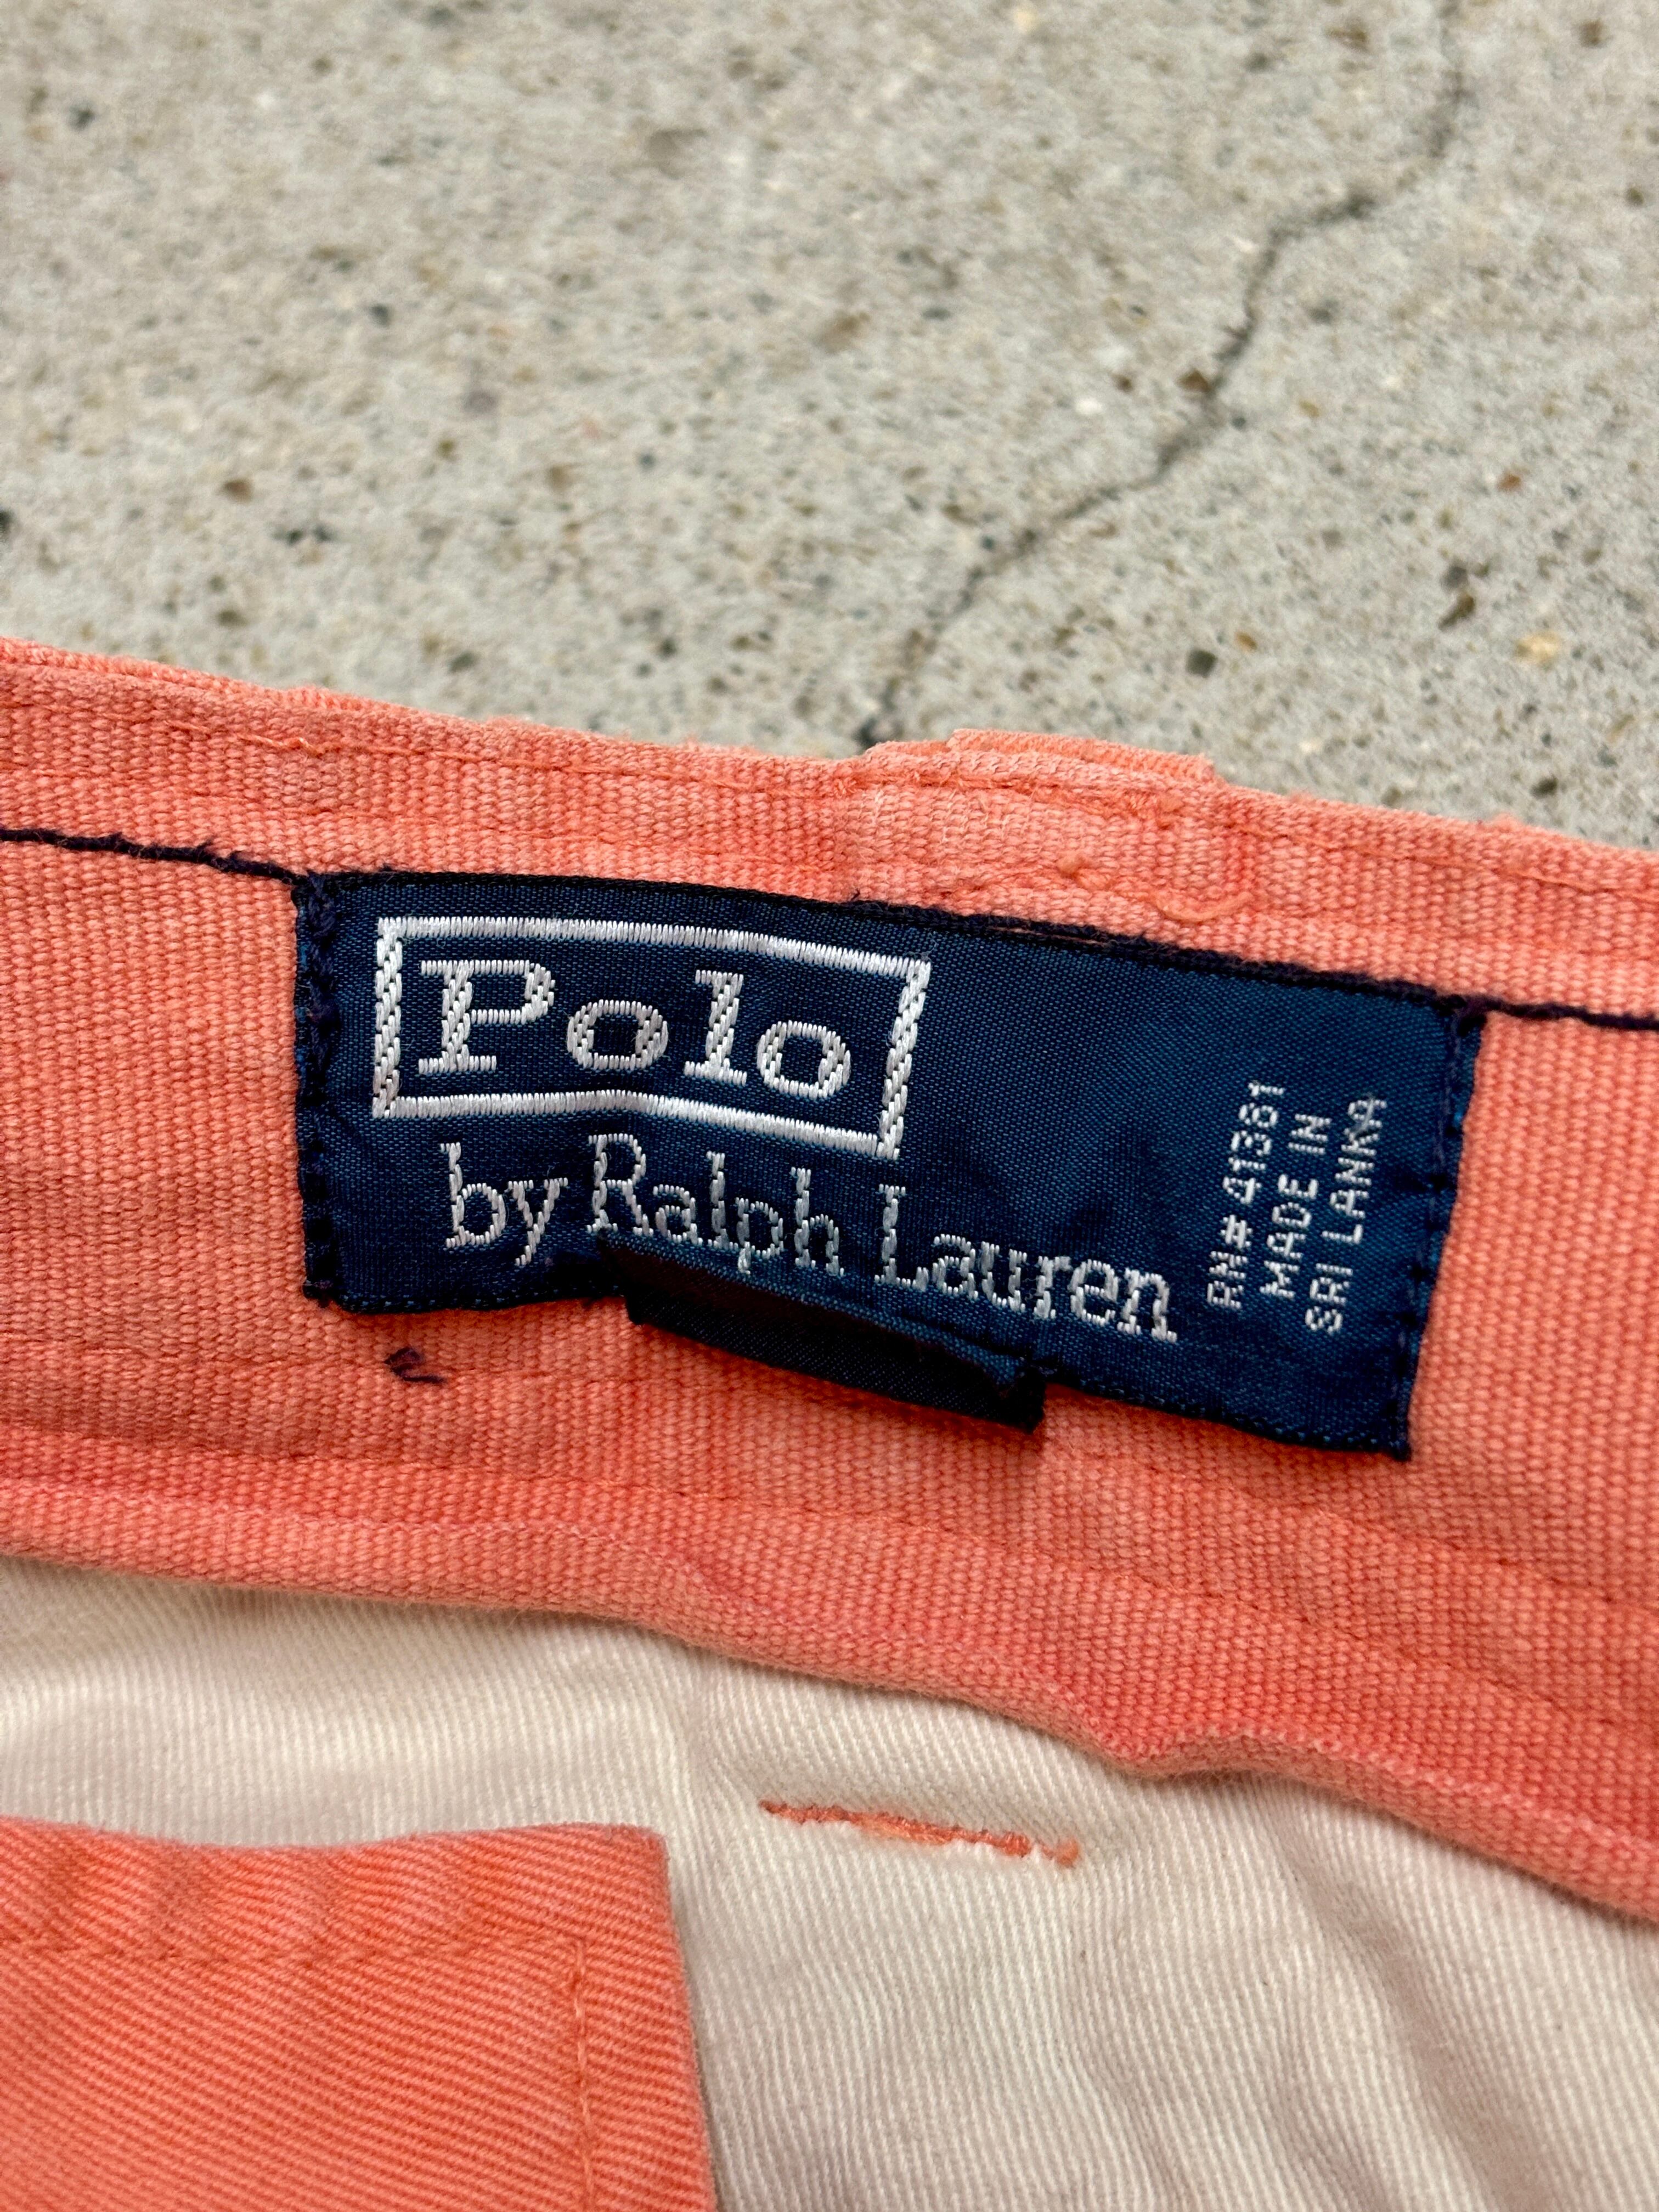 Polo
by Ralph Lauren
RN# 41381
MADE IN
SRI LANKA